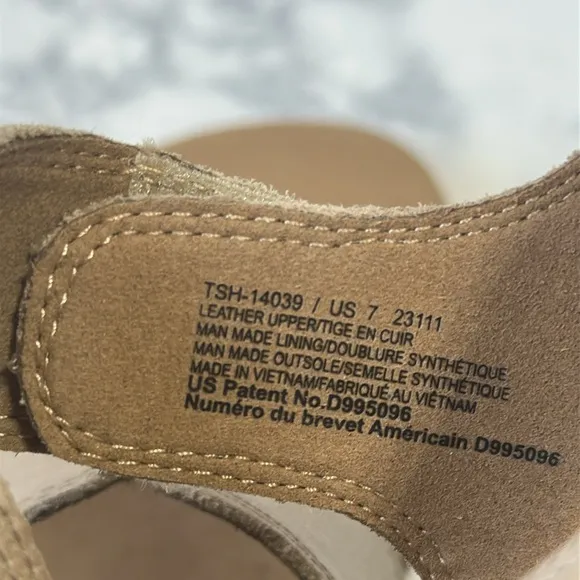 TSH-14039 / US 7 23111
LEATHER UPPER/TIGE EN CUIR
MAN MADE LINING/DOUBLURE SYNTHÉTIQUE
MAN MADE OUTSOLE/SEMELLE SYNTHÉTIQUE
MADE IN VIETNAM/FABRIQUÉ AU VIÊTNAM
US Patent No.D995096
Numéro du brevet Américain D995096